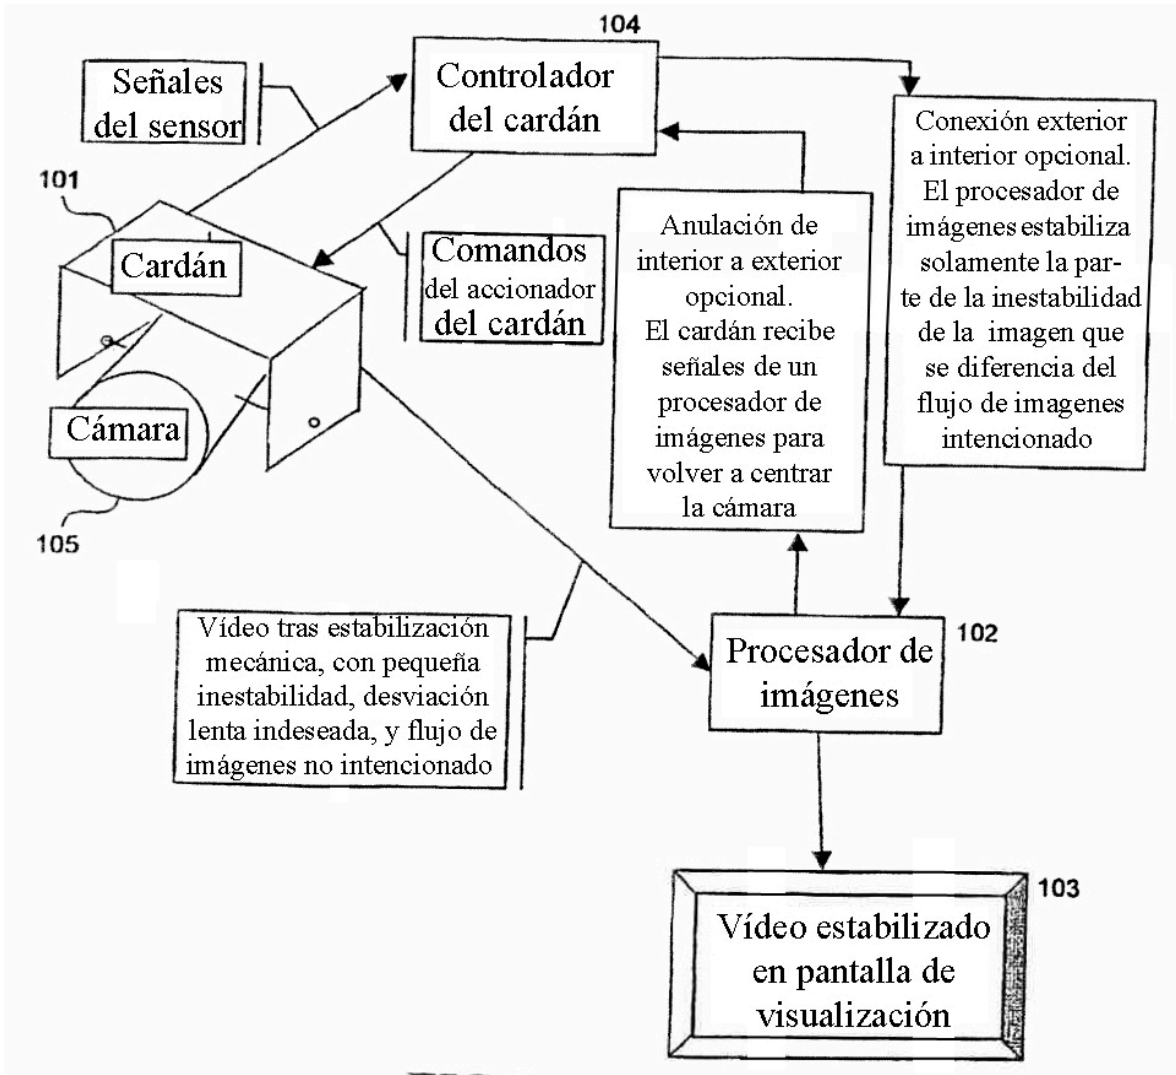 104
Señales
del sensor
Controlador
del cardán
Conexión exterior
a interior opcional.
El procesador de
imágenes estabiliza
solamente la par-
te de la inestabilidad
de la imagen que
se diferencia del
flujo de imagenes
intencionado
101
Cardán
Comandos
del accionador
del cardán
Anulación de
interior a exterior
opcional.
El cardán recibe
señales de un
procesador de
imágenes para
volver a centrar
la cámara
Cámara
105
Vídeo tras estabilización
mecánica, con pequeña
inestabilidad, desviación
lenta indeseada, y flujo de
imágenes no intencionado
102
Procesador de
imágenes
103
Vídeo estabilizado
en pantalla de
visualización